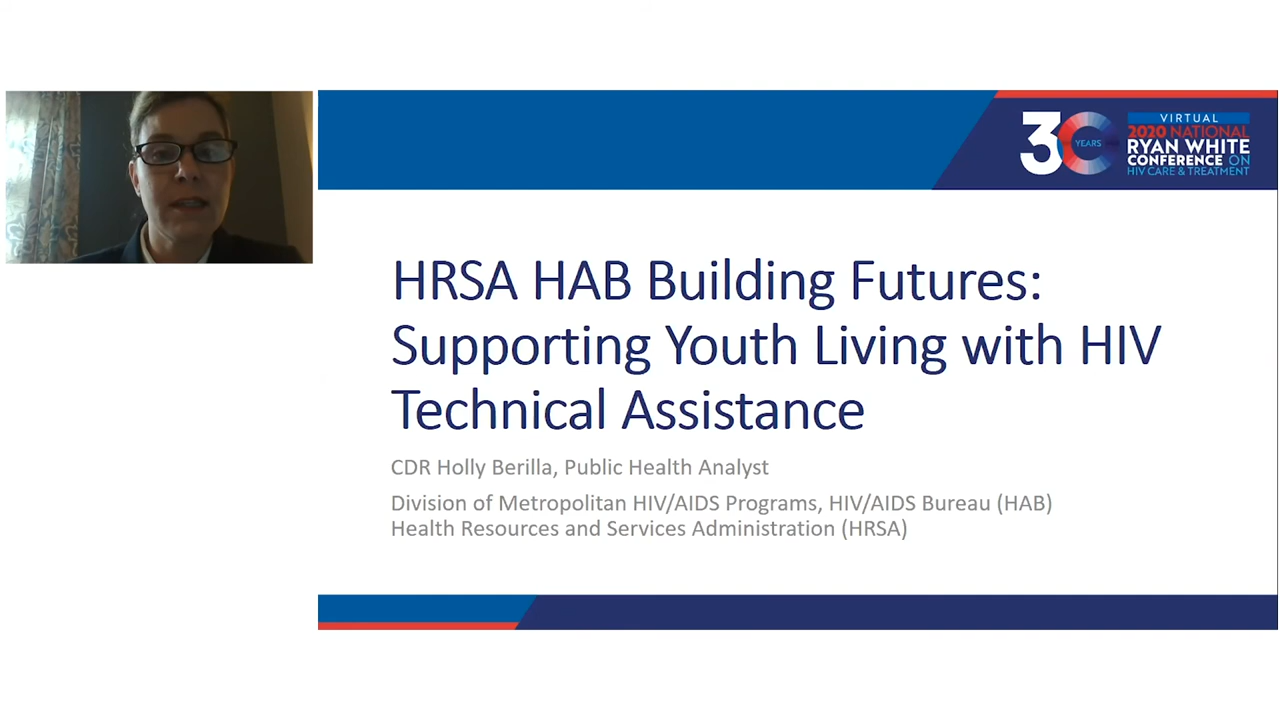 30 YEARS
VIRTUAL
2020 NATIONAL
RYAN WHITE
CONFERENCE ON
HIV CARE & TREATMENT
HRSA HAB Building Futures:
Supporting Youth Living with HIV
Technical Assistance
CDR Holly Berilla, Public Health Analyst
Division of Metropolitan HIV/AIDS Programs, HIV/AIDS Bureau (HAB)
Health Resources and Services Administration (HRSA)